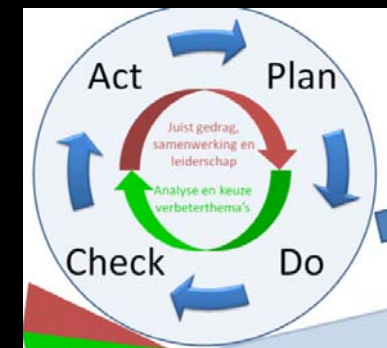 Act
Plan
Juist gedrag,
samenwerking en
leiderschap
Analyse en keuze
verbeterthema's
Check
Do